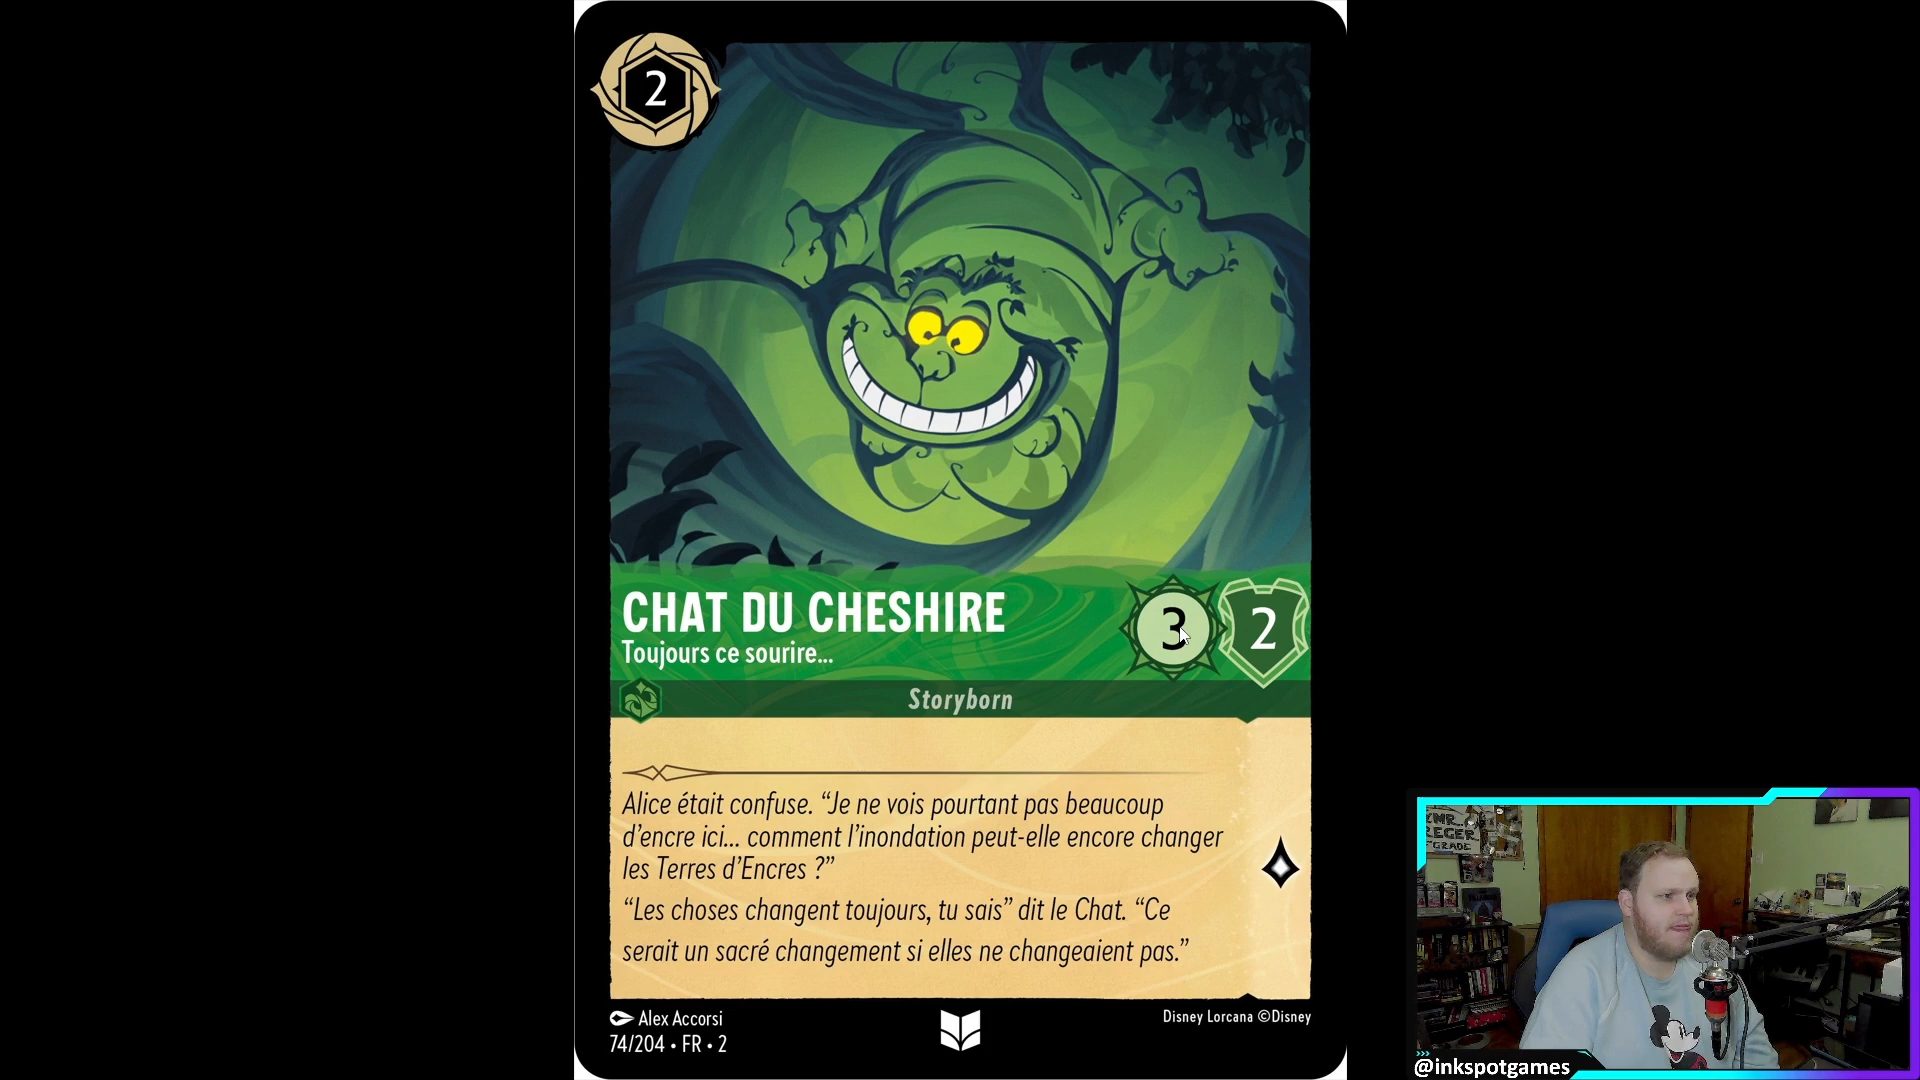 2
CHAT DU CHESHIRE
Toujours ce sourire...
3
2
Storyborn
Alice était confuse. “Je ne vois pourtant pas beaucoup
d’encre ici... comment l’inondation peut-elle encore changer
les Terres d’Encres ?”
“Les choses changent toujours, tu sais” dit le Chat. “Ce
serait un sacré changement si elles ne changeaient pas.”
Alex Accorsi
74/204 • FR • 2
Disney Lorcana ©Disney
REGER
GRADE
@inkspotgames